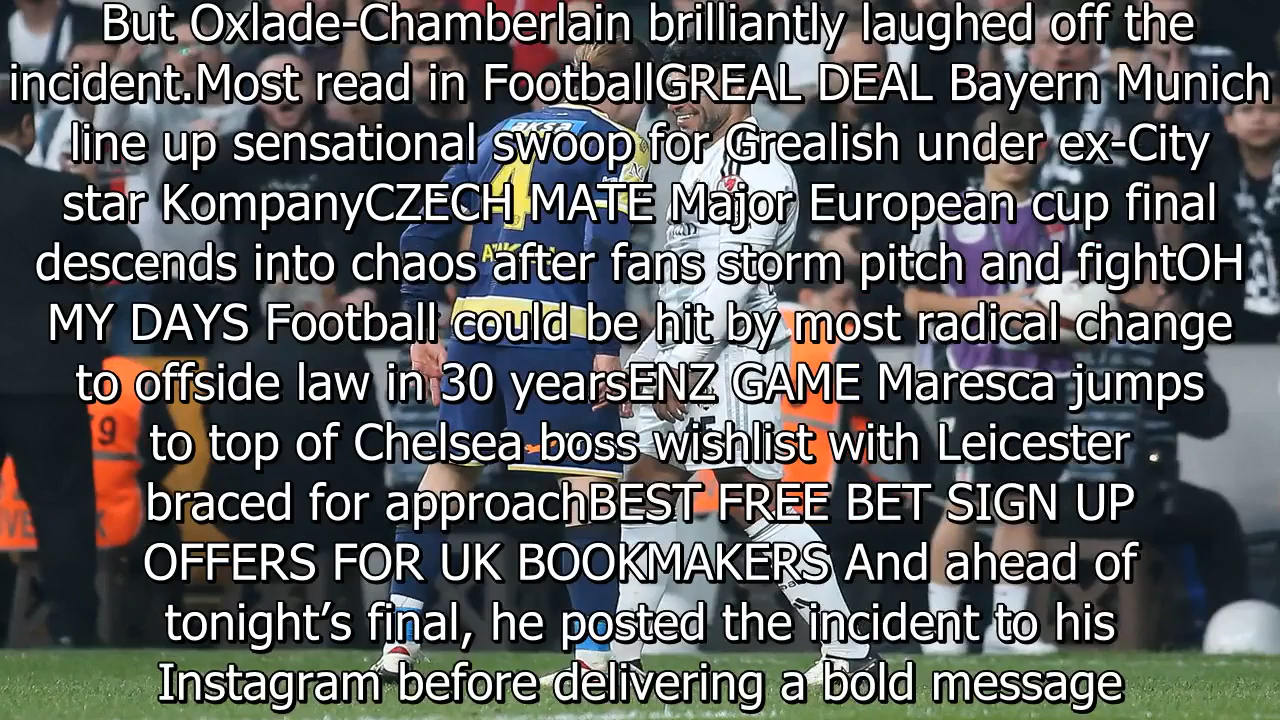 But Oxlade-Chamberlain brilliantly laughed off the
incident.Most read in FootballGREAL DEAL Bayern Munich
line up sensational swoop for Grealish under ex-City
star KompanyCZECH MATE Major European cup final
descends into chaos after fans storm pitch and fightOH
MY DAYS Football could be hit by most radical change
to offside law in 30 yearsENZ GAME Maresca jumps
to top of Chelsea boss wishlist with Leicester
braced for approachBEST FREE BET SIGN UP
OFFERS FOR UK BOOKMAKERS And ahead of
tonight’s final, he posted the incident to his
Instagram before delivering a bold message
aksa
4
9